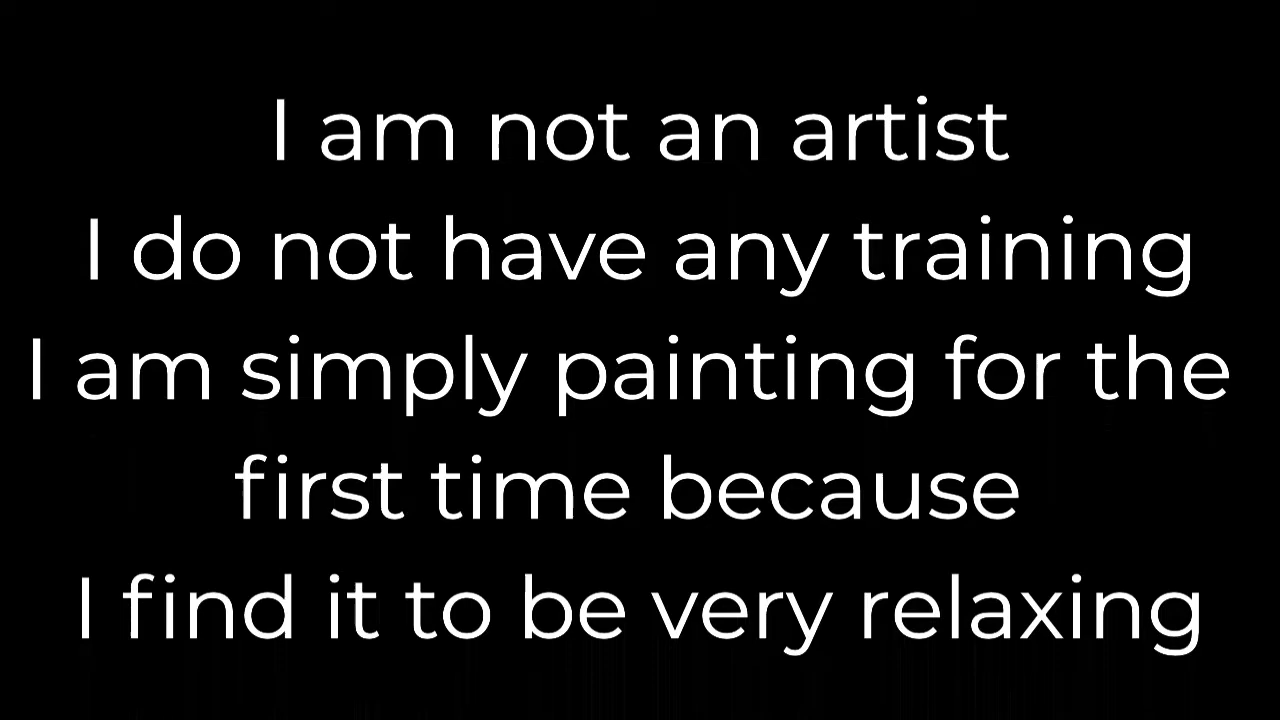 I am not an artist
I do not have any training
I am simply painting for the
first time because
I find it to be very relaxing